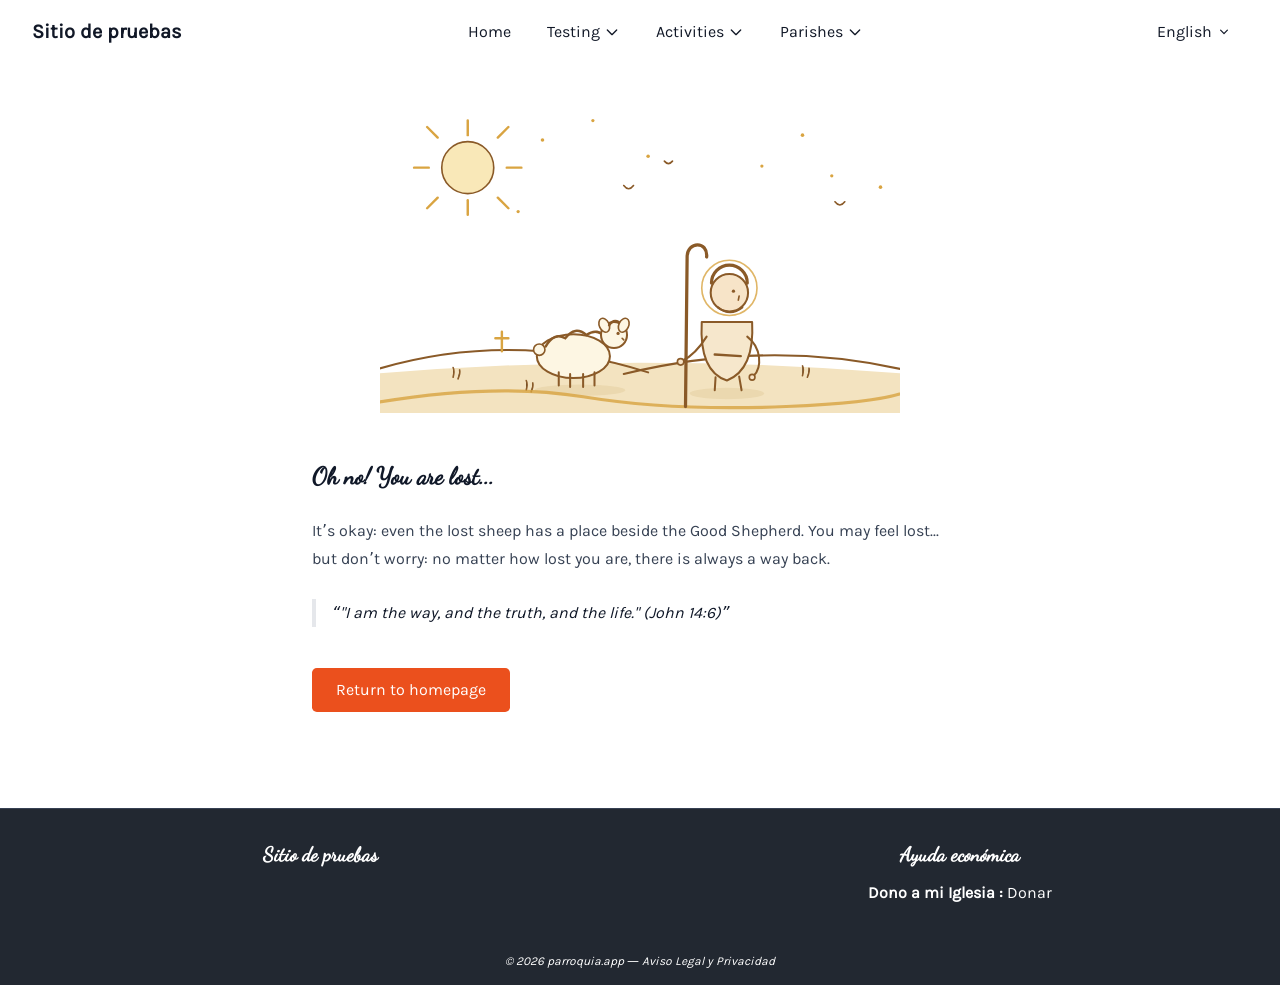 Sitio de pruebas
Home Testing Activities Parishes
English
Oh no! You are lost...
Itʼs okay: even the lost sheep has a place beside the Good Shepherd. You may feel lost...
but donʼt worry: no matter how lost you are, there is always a way back.
“"I am the way, and the truth, and the life." (John 14:6)”
Return to homepage
Sitio de pruebas
Ayuda económica
Dono a mi Iglesia : Donar
© 2026 parroquia.app — Aviso Legal y Privacidad